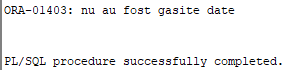 ORA-01403: nu au fost gasite date
PL/SQL procedure successfully completed.